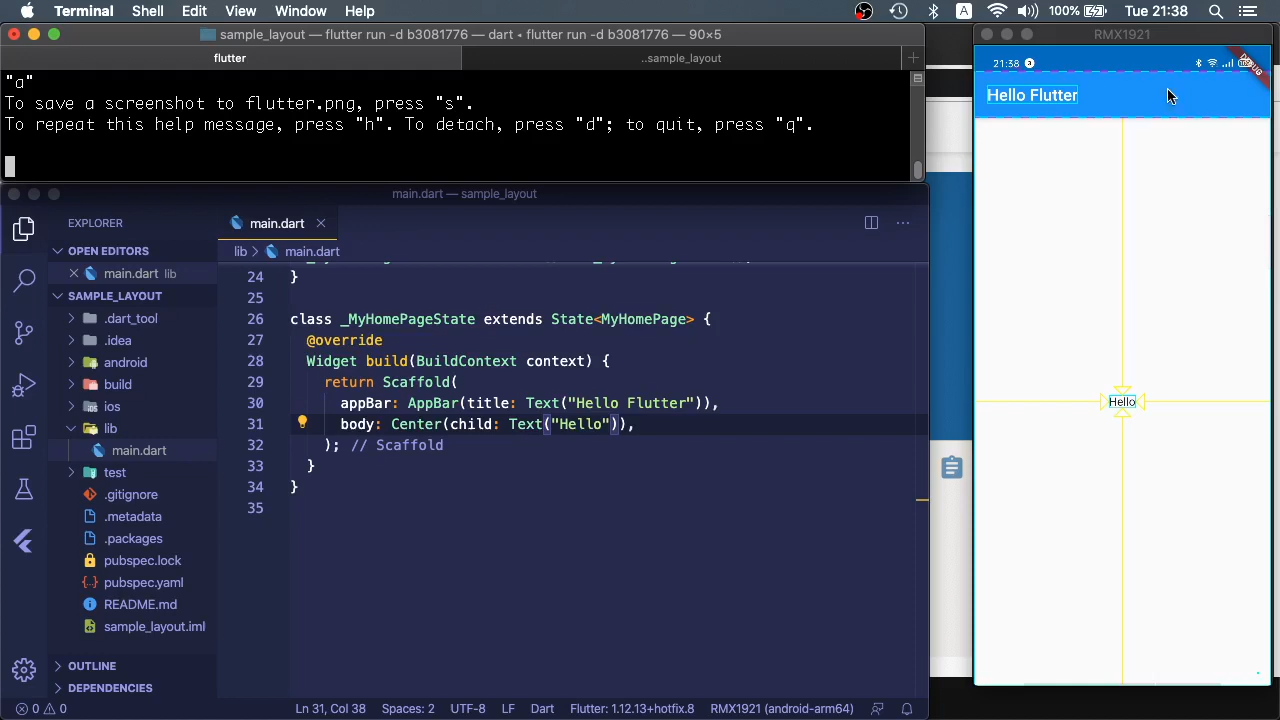 Terminal Shell Edit View Window Help A 100% Tue 21:38
sample_layout — flutter run -d b3081776 — dart ◂ flutter run -d b3081776 — 90×5
flutter
..sample_layout
"a"
To save a screenshot to flutter.png, press "s".
To repeat this help message, press "h". To detach, press "d"; to quit, press "q".
main.dart — sample_layout
EXPLORER
OPEN EDITORS
main.dart lib
SAMPLE_LAYOUT
.dart_tool
.idea
android
build
ios
lib
main.dart
test
.gitignore
.metadata
.packages
pubspec.lock
pubspec.yaml
README.md
sample_layout.iml
OUTLINE
DEPENDENCIES
main.dart
lib > main.dart
24 }
25
26 class _MyHomePageState extends State<MyHomePage> {
27 @override
28 Widget build(BuildContext context) {
29 return Scaffold(
30 appBar: AppBar(title: Text("Hello Flutter")),
31 body: Center(child: Text("Hello")),
32 ); // Scaffold
33 }
34 }
35
0 0 Ln 31, Col 38 Spaces: 2 UTF-8 LF Dart Flutter: 1.12.13+hotfix.8 RMX1921 (android-arm64)
RMX1921
21:38
DEBUG
Hello Flutter
Hello